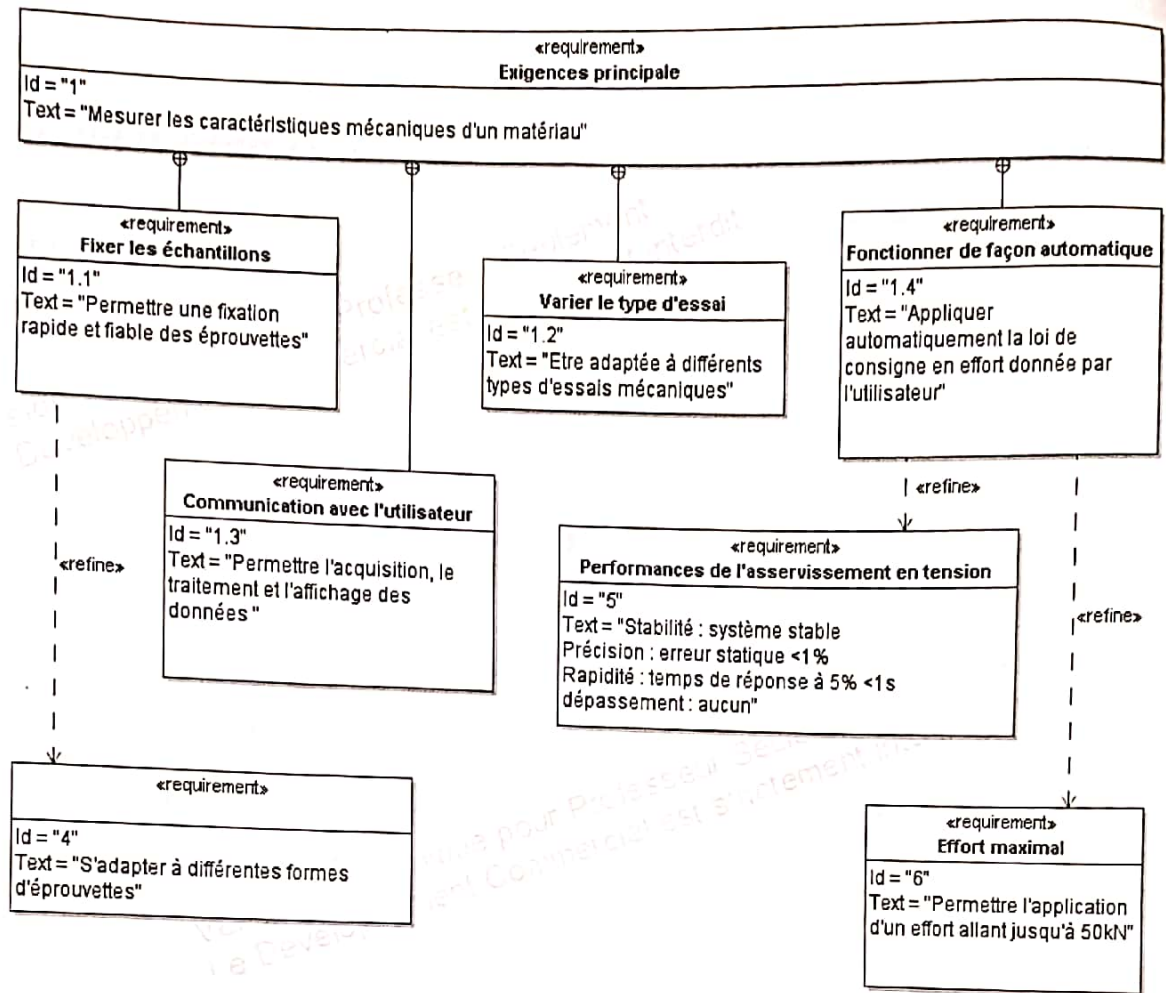 «requirement»
Exigences principale
Id = "1"
Text = "Mesurer les caractéristiques mécaniques d'un matériau"
«requirement»
Fixer les échantillons
Id = "1.1"
Text = "Permettre une fixation
rapide et fiable des éprouvettes"
«requirement»
Varier le type d'essai
Id = "1.2"
Text = "Etre adaptée à différents
types d'essais mécaniques"
«requirement»
Fonctionner de façon automatique
Id = "1.4"
Text = "Appliquer
automatiquement la loi de
consigne en effort donnée par
l'utilisateur"
«requirement»
Communication avec l'utilisateur
Id = "1.3"
Text = "Permettre l'acquisition, le
traitement et l'affichage des
données "
«refine»
«refine»
«requirement»
Performances de l'asservissement en tension
Id = "5"
Text = "Stabilité : système stable
Précision : erreur statique <1%
Rapidité : temps de réponse à 5% <1s
dépassement : aucun"
«refine»
«requirement»
Id = "4"
Text = "S'adapter à différentes formes
d'éprouvettes"
«requirement»
Effort maximal
Id = "6"
Text = "Permettre l'application
d'un effort allant jusqu'à 50kN"